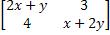 [2x + y 3
4 x + 2y]